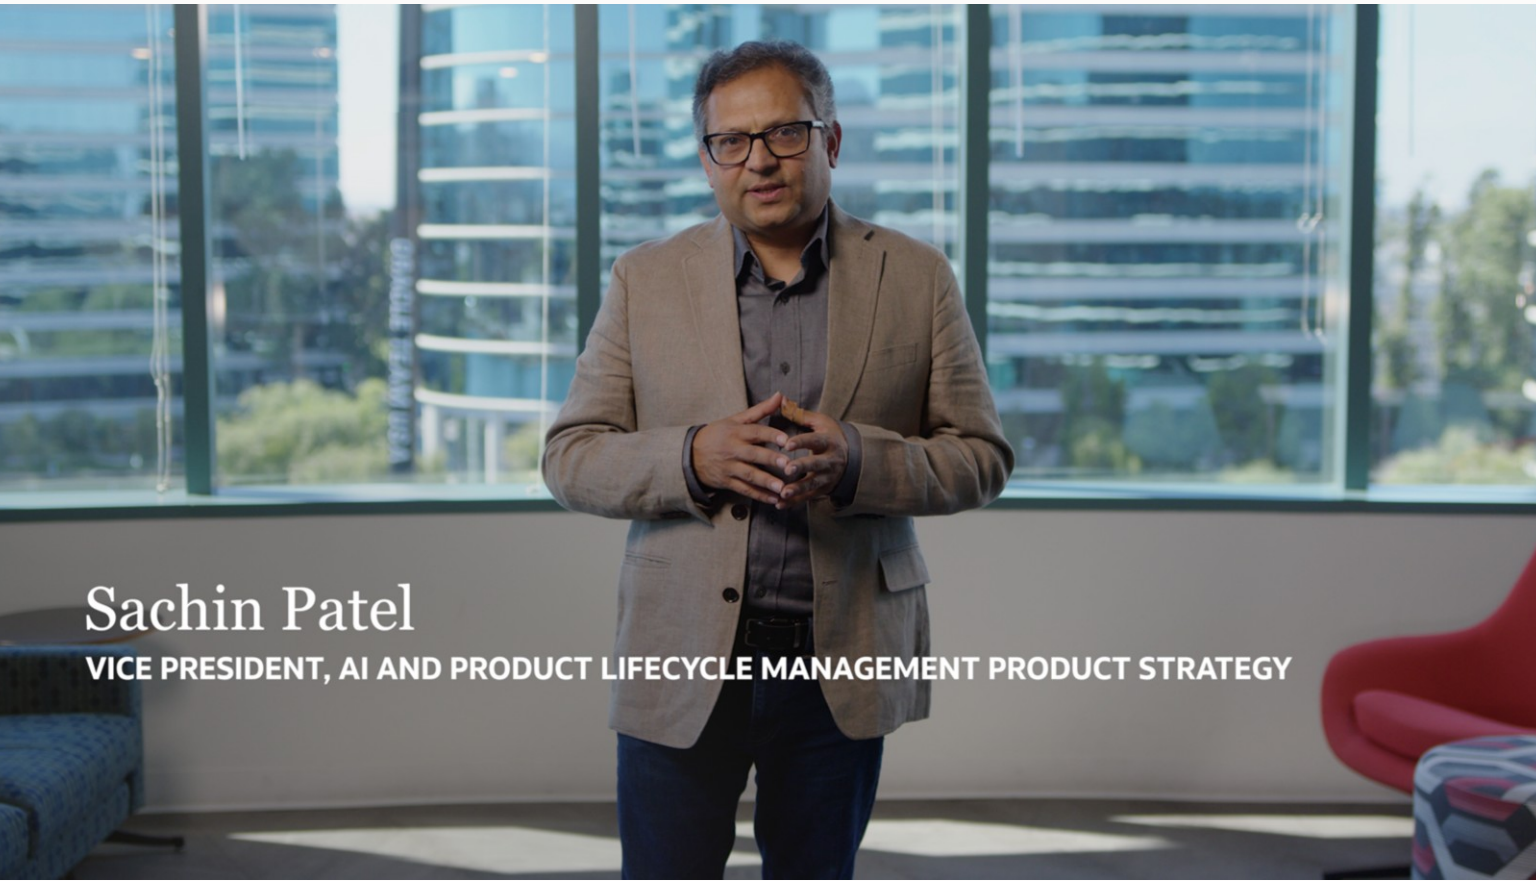 Sachin Patel
VICE PRESIDENT, AI AND PRODUCT LIFECYCLE MANAGEMENT PRODUCT STRATEGY